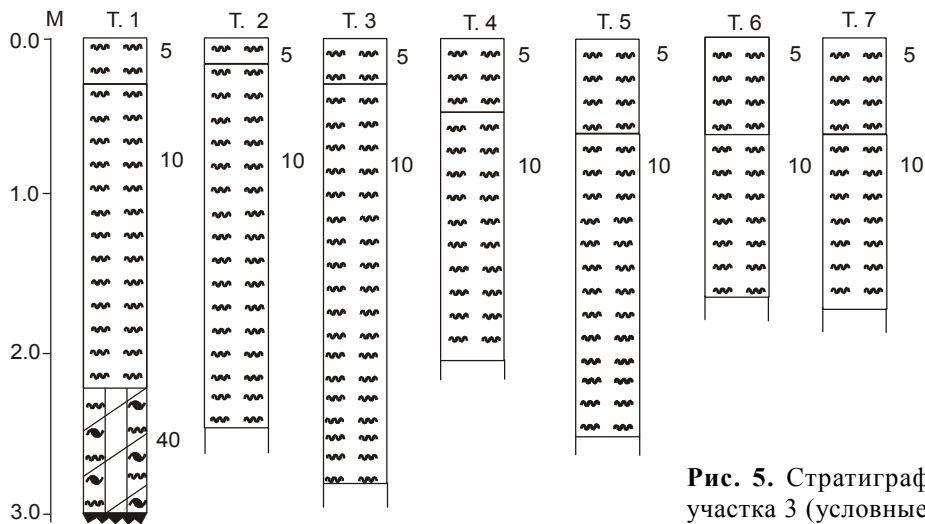 М Т. 1 Т. 2 Т. 3 Т. 4 Т. 5 Т. 6 Т. 7
0.0 5 5 5 5 5 5 5
10 10 10 10 10 10 10
1.0
2.0
40
3.0
Рис. 5. Стратиграф
участка 3 (условные